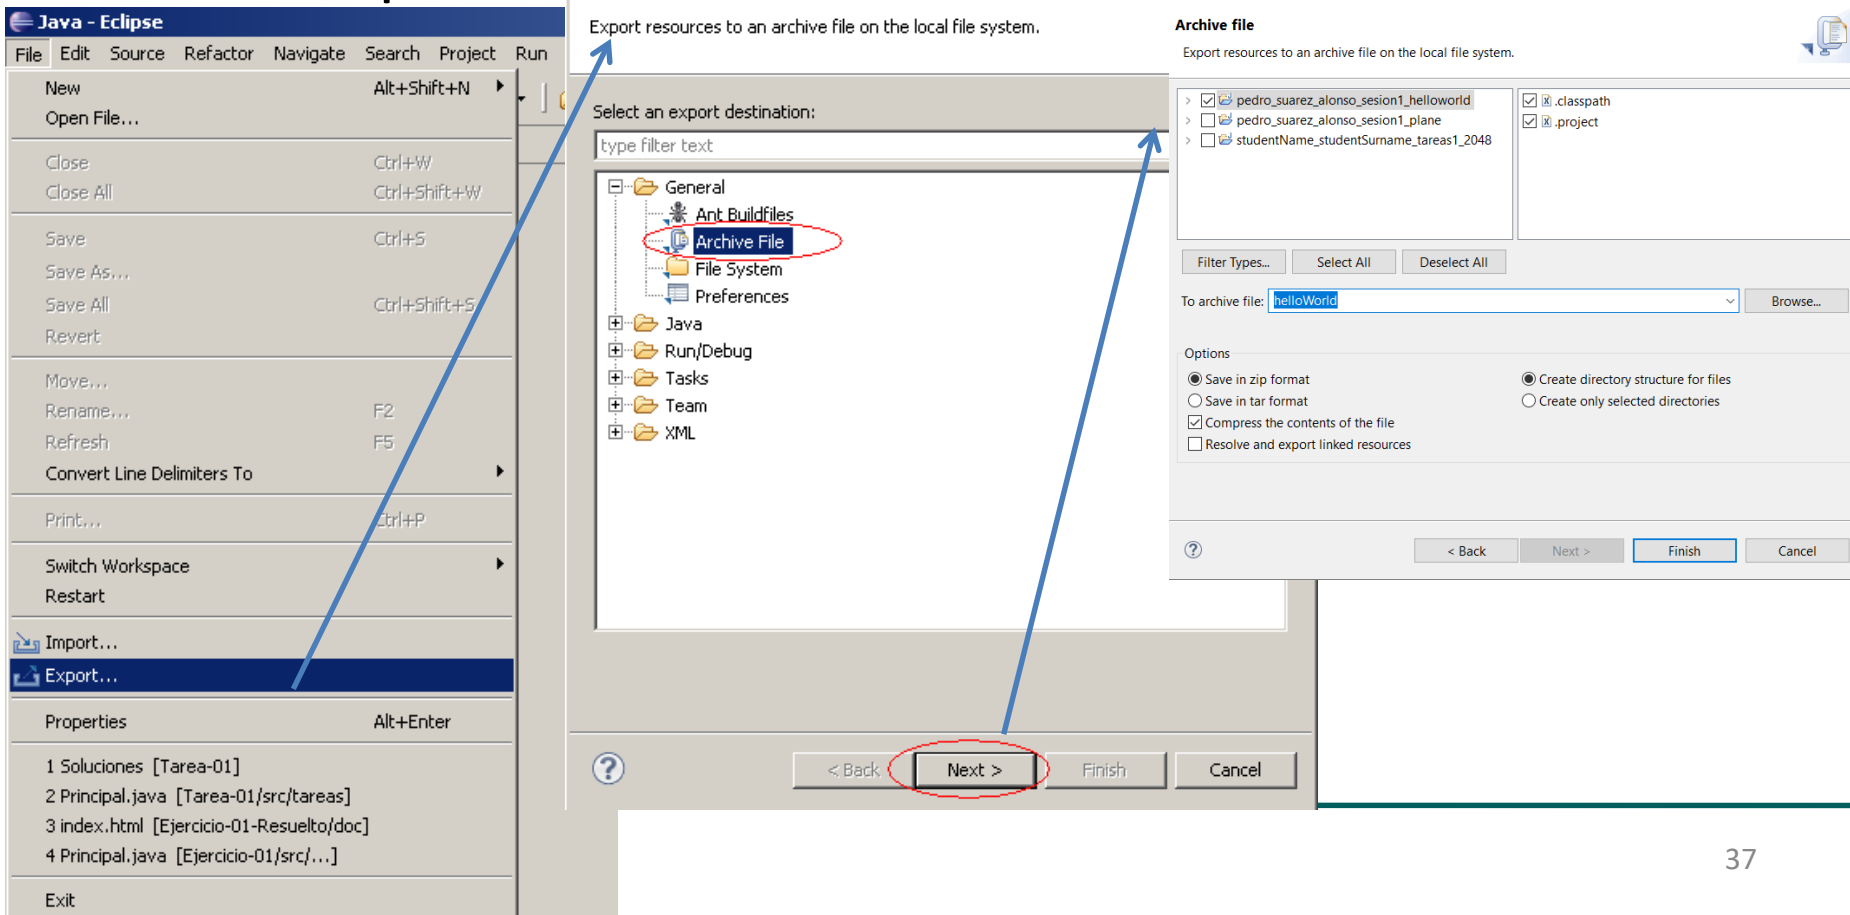 Java - Eclipse
File Edit Source Refactor Navigate Search Project Run
New Alt+Shift+N
Open File...
Close Ctrl+W
Close All Ctrl+Shift+W
Save Ctrl+S
Save As...
Save All Ctrl+Shift+S
Revert
Move...
Rename... F2
Refresh F5
Convert Line Delimiters To
Print... Ctrl+P
Switch Workspace
Restart
Import...
Export...
Properties Alt+Enter
1 Soluciones [Tarea-01]
2 Principal.java [Tarea-01/src/tareas]
3 index.html [Ejercicio-01-Resuelto/doc]
4 Principal.java [Ejercicio-01/src/...]
Exit
Export resources to an archive file on the local file system.
Select an export destination:
type filter text
General
Ant Buildfiles
Archive File
File System
Preferences
Java
Run/Debug
Tasks
Team
XML
< Back Next > Finish Cancel
Archive file
Export resources to an archive file on the local file system.
pedro_suarez_alonso_sesion1_helloworld
pedro_suarez_alonso_sesion1_plane
studentName_studentSurname_tareas1_2048
.classpath
.project
Filter Types... Select All Deselect All
To archive file: helloWorld Browse...
Options
Save in zip format
Save in tar format
Compress the contents of the file
Resolve and export linked resources
Create directory structure for files
Create only selected directories
< Back Next > Finish Cancel
37